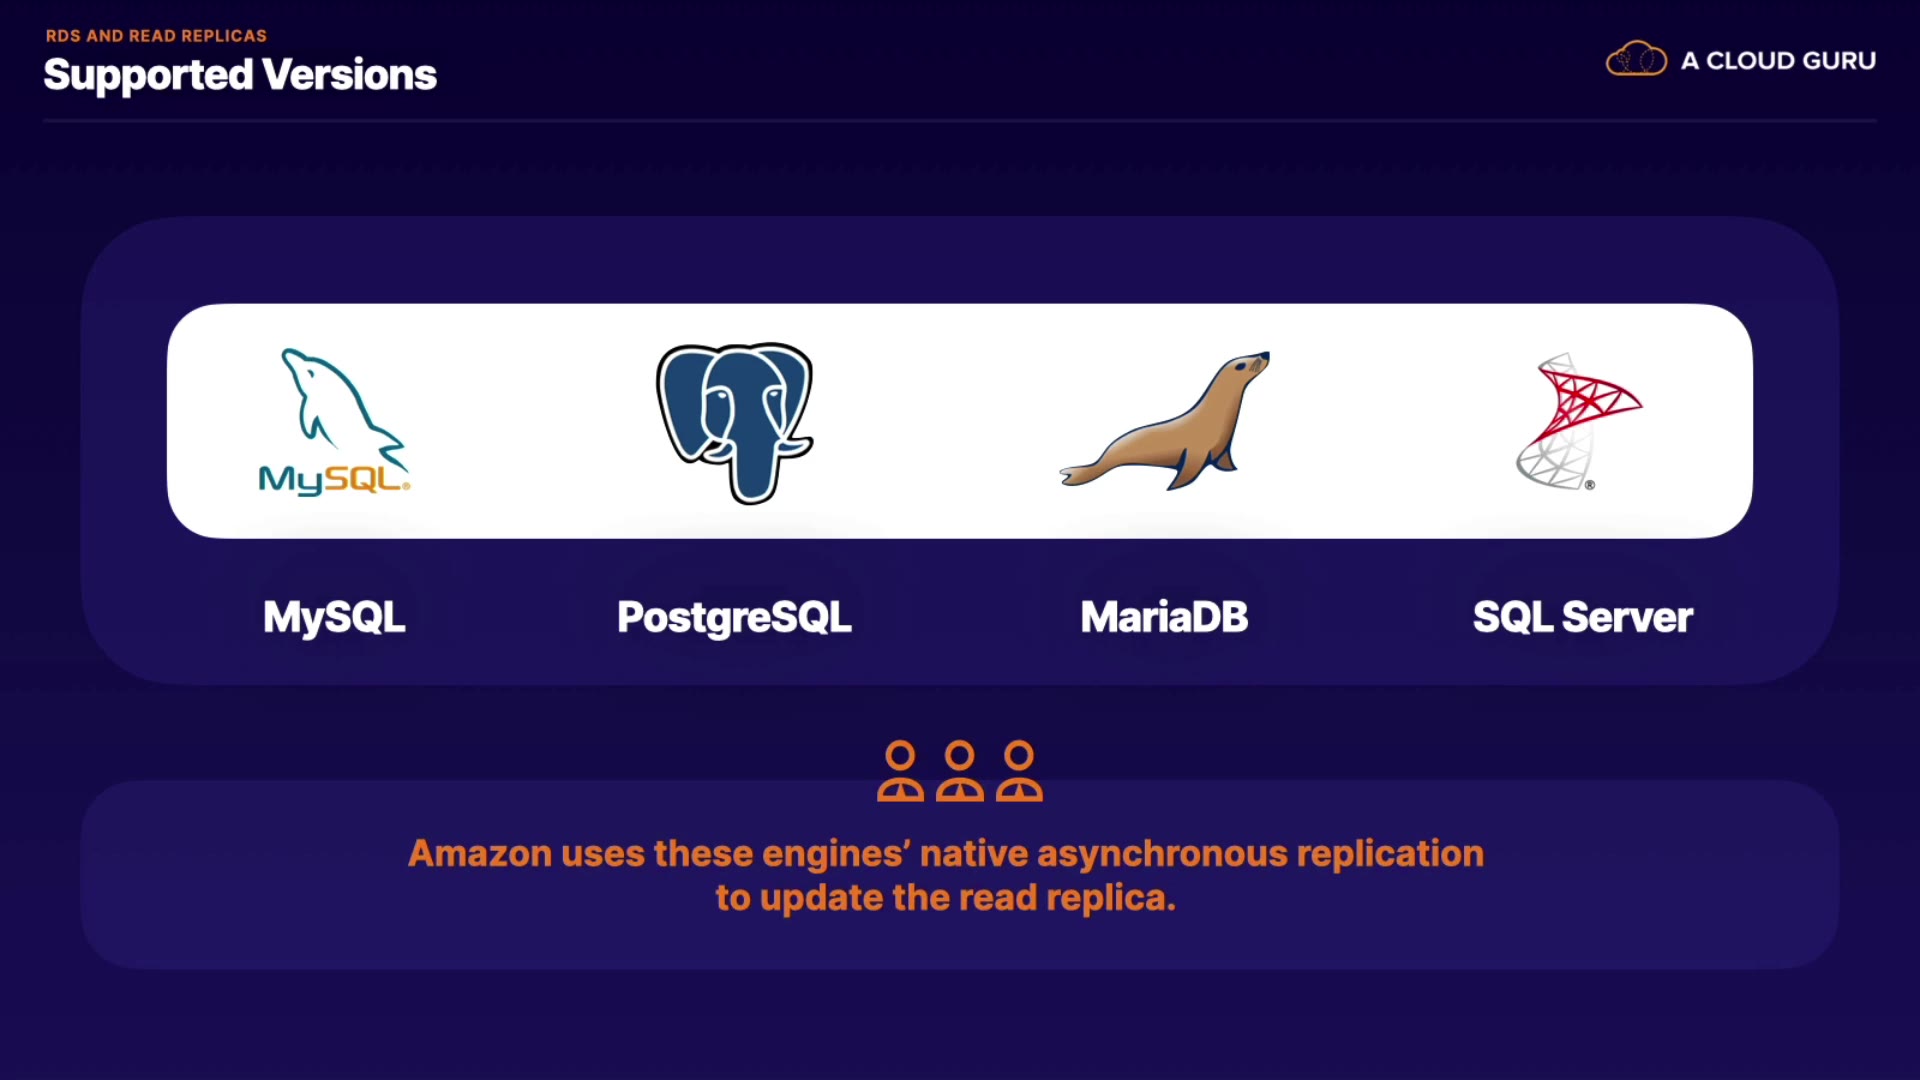 RDS AND READ REPLICAS
Supported Versions
A CLOUD GURU
MySQL®
®
MySQL
PostgreSQL
MariaDB
SQL Server
Amazon uses these engines’ native asynchronous replication
to update the read replica.